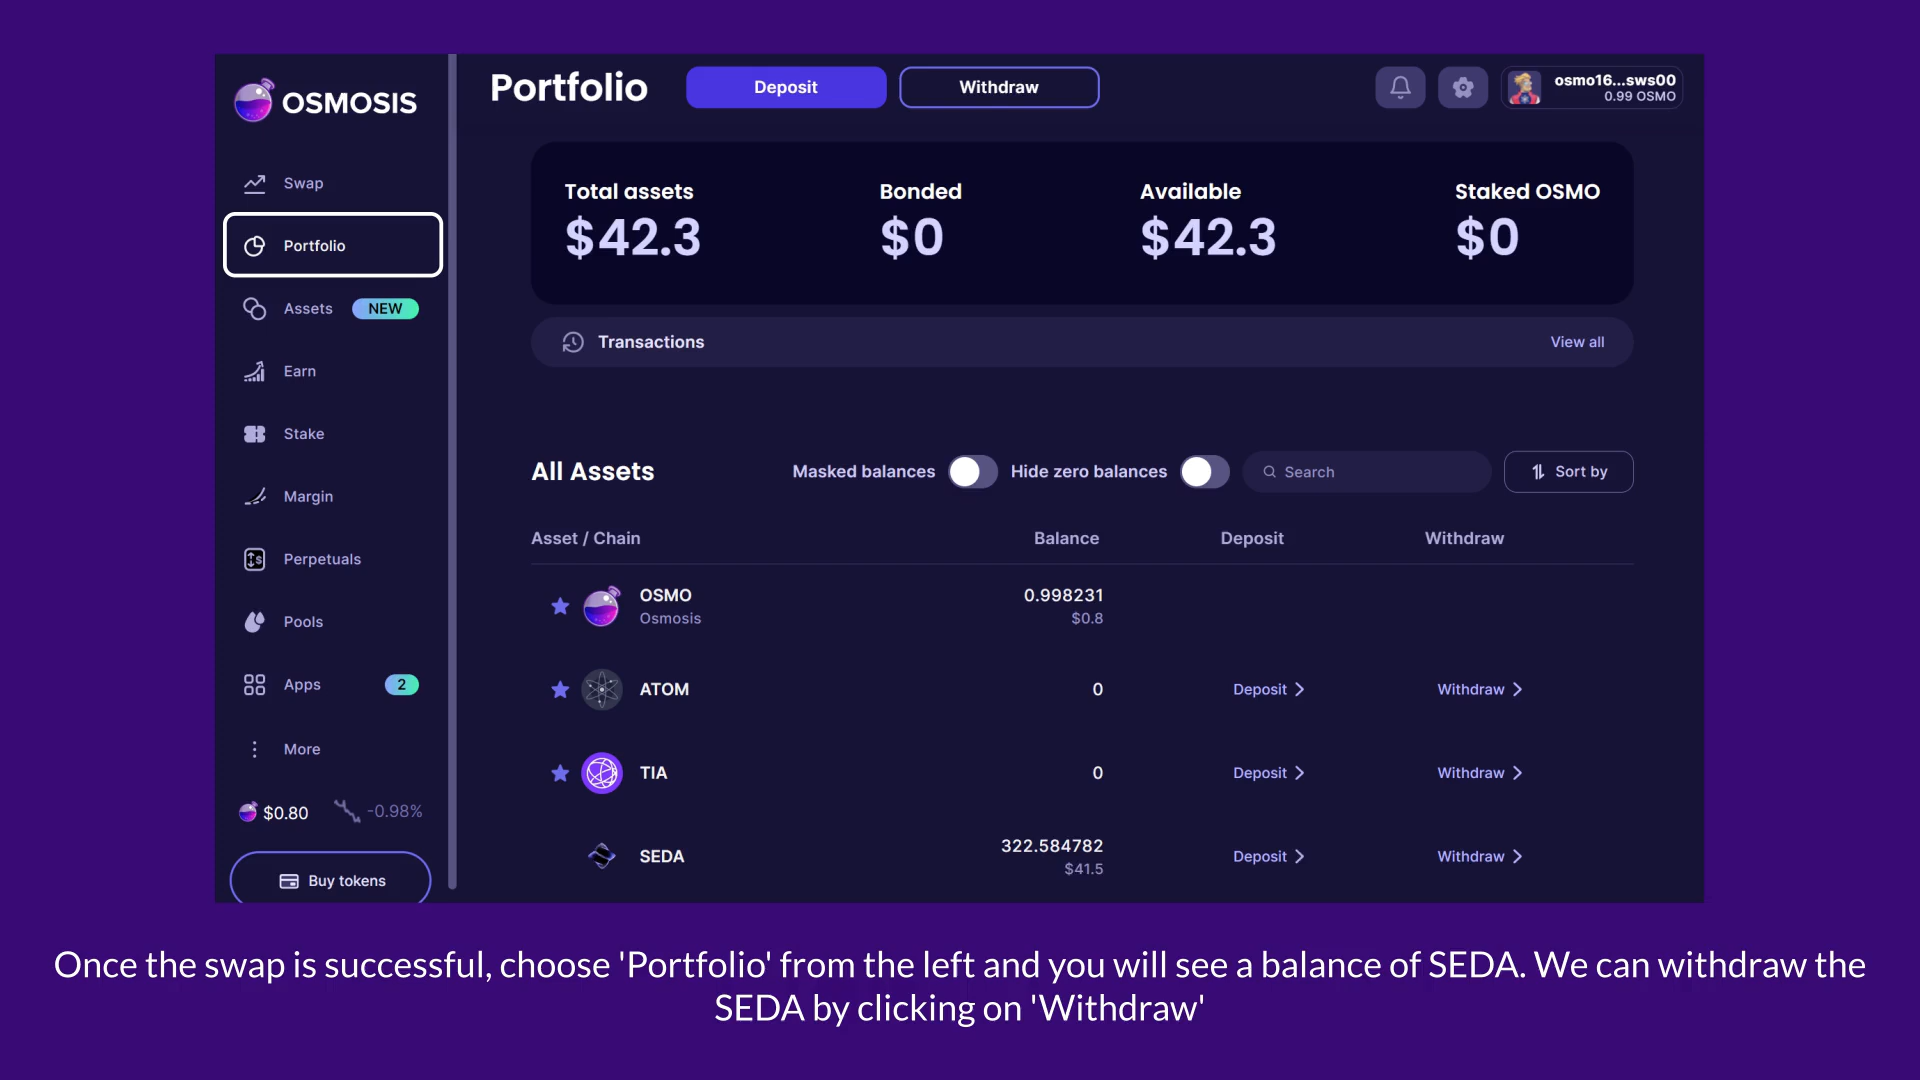 OSMOSIS
Portfolio
Deposit
Withdraw
osmo16...sws00
0.99 OSMO
Swap
Portfolio
Assets NEW
Earn
Stake
Margin
Perpetuals
Pools
Apps 2
More
$0.80 -0.98%
Buy tokens
Total assets
$42.3
Bonded
$0
Available
$42.3
Staked OSMO
$0
Transactions View all
All Assets Masked balances Hide zero balances Search Sort by
Asset / Chain Balance Deposit Withdraw
OSMO 0.998231
Osmosis $0.8
ATOM 0 Deposit Withdraw
TIA 0 Deposit Withdraw
SEDA 322.584782 Deposit Withdraw
$41.5
Once the swap is successful, choose 'Portfolio' from the left and you will see a balance of SEDA. We can withdraw the
SEDA by clicking on 'Withdraw'